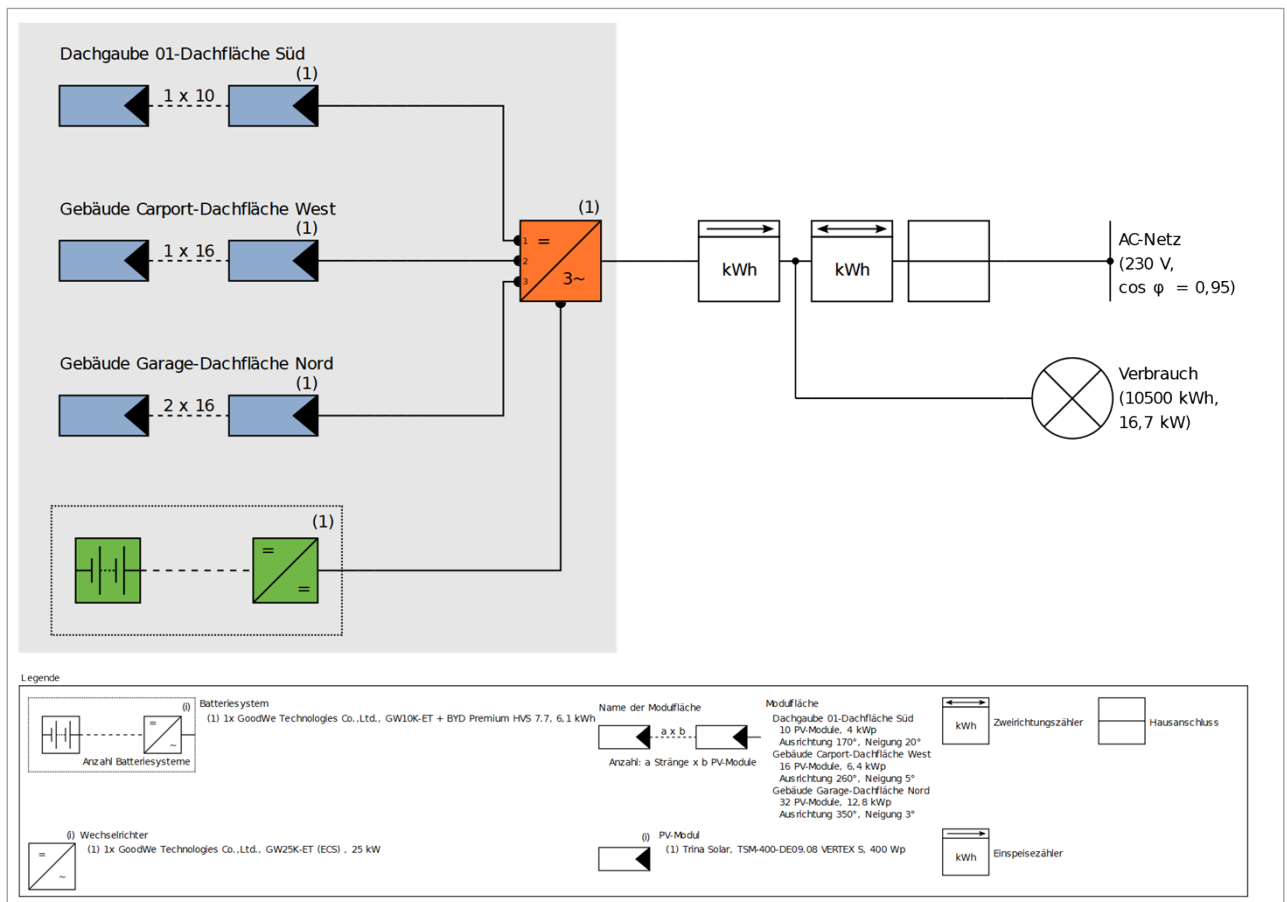 Dachgaube 01-Dachfläche Süd
(1)
1 x 10
Gebäude Carport-Dachfläche West
(1)
1 x 16
Gebäude Garage-Dachfläche Nord
(1)
2 x 16
(1)
=
=
(1)
1
2
3
=
3~
kWh
kWh
AC-Netz
(230 V,
cos φ = 0,95)
Verbrauch
(10500 kWh,
16,7 kW)
Legende
(i)
=
~
Anzahl Batteriesysteme
Batteriesystem
(1) 1x GoodWe Technologies Co.,Ltd., GW10K-ET + BYD Premium HVS 7.7, 6,1 kWh
Name der Modulfläche
a x b
Anzahl: a Stränge x b PV-Module
Modulfläche
Dachgaube 01-Dachfläche Süd
10 PV-Module, 4 kWp
Ausrichtung 170°, Neigung 20°
Gebäude Carport-Dachfläche West
16 PV-Module, 6,4 kWp
Ausrichtung 260°, Neigung 5°
Gebäude Garage-Dachfläche Nord
32 PV-Module, 12,8 kWp
Ausrichtung 350°, Neigung 3°
kWh
Zweirichtungszähler
Hausanschluss
(i) Wechselrichter
=
~
(1) 1x GoodWe Technologies Co.,Ltd., GW25K-ET (ECS) , 25 kW
(i) PV-Modul
(1) Trina Solar, TSM-400-DE09.08 VERTEX S, 400 Wp
kWh
Einspeisezähler